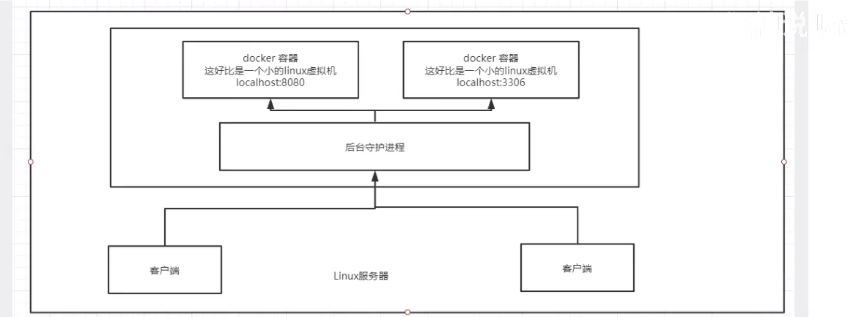 docker 容器
这好比是一个小的linux虚拟机
localhost:8080
docker 容器
这好比是一个小的linux虚拟机
localhost:3306
后台守护进程
客户端
客户端
Linux服务器